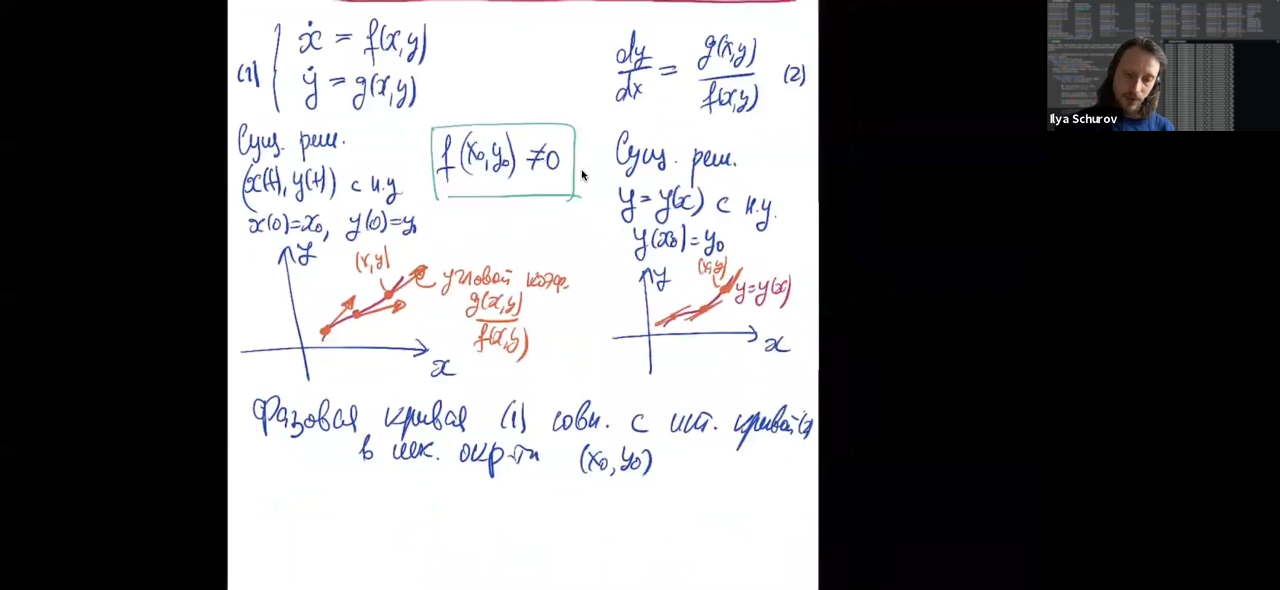 (1) { ẋ = f(x,y)
ẏ = g(x,y)
dy/dx = g(x,y)/f(x,y) (2)
Сущ. реш.
(x(t), y(t)) с н.у
x(0)=x₀, y(0)=y₀
f(x₀,y₀) ≠0
Сущ. реш.
y=y(x) с н.у.
y(x₀)=y₀
y
(x,y)
угловой коэф.
g(x,y)/f(x,y)
x
y
(x,y)
y=y(x)
x
Фазовая кривая (1) совп. с инт. кривой (2)
в нек. окр-ти (x₀,y₀)
Ilya Schurov